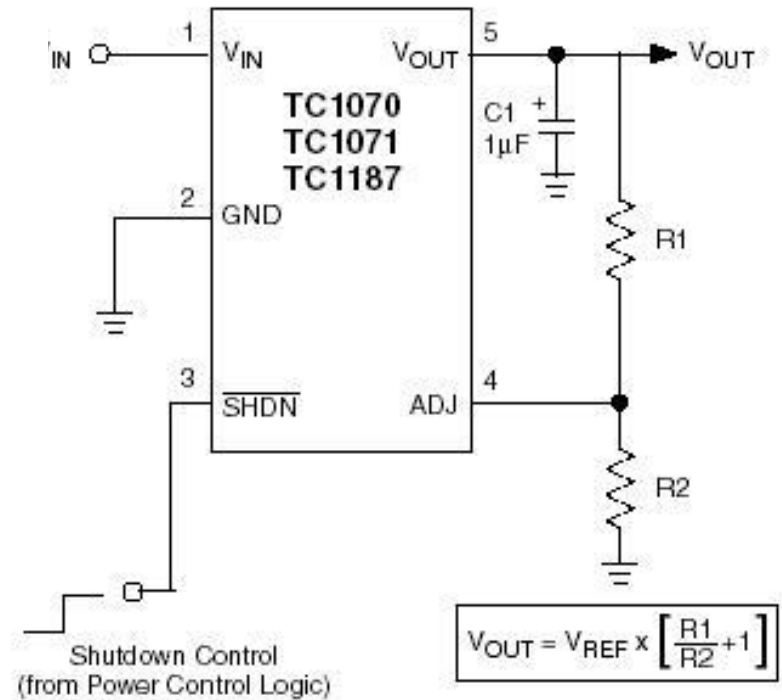 1
5
IN
VIN
VOUT
VOUT
TC1070
TC1071
TC1187
C1
+
1µF
2
GND
R1
3
4
SHDN
ADJ
R2
Shutdown Control
(from Power Control Logic)
VOUT = VREF x [R1/R2 +1]